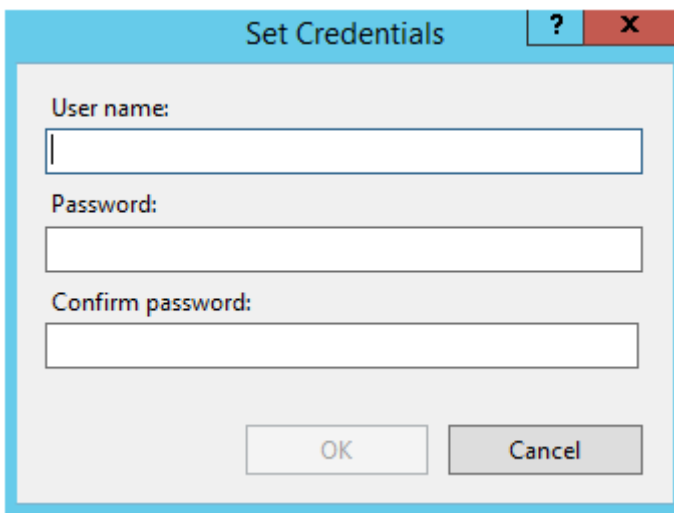 Set Credentials ? x
User name:
Password:
Confirm password:
OK Cancel